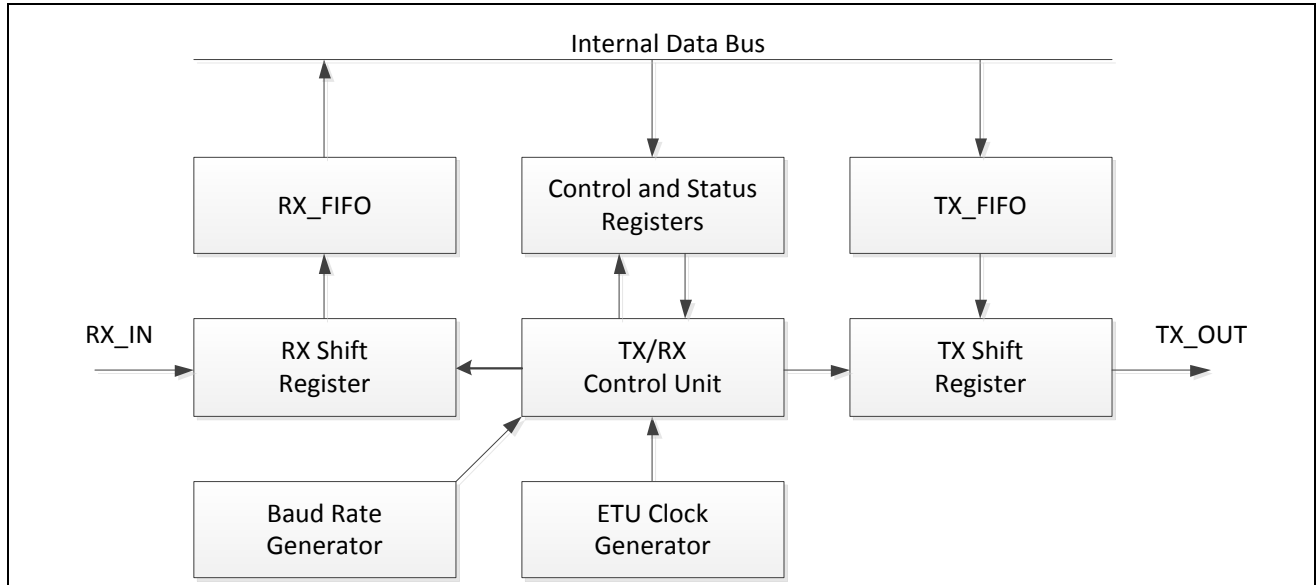 Internal Data Bus
RX_FIFO
Control and Status
Registers
TX_FIFO
RX_IN
RX Shift
Register
TX/RX
Control Unit
TX Shift
Register
TX_OUT
Baud Rate
Generator
ETU Clock
Generator